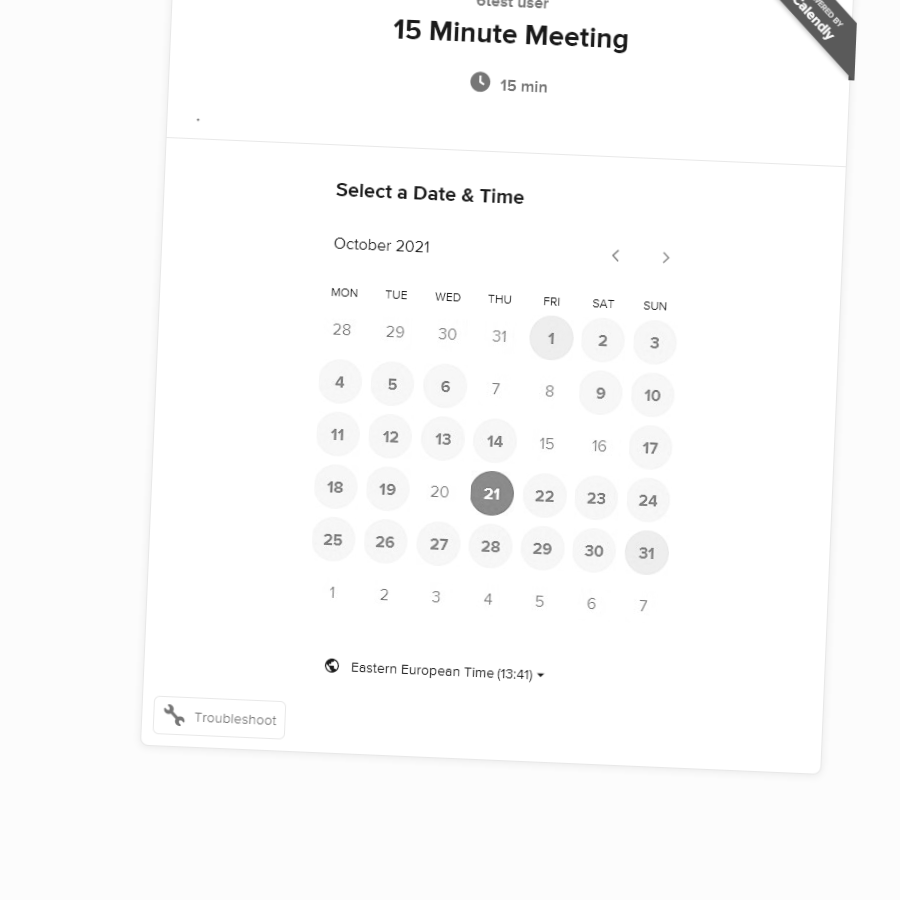 6test user
15 Minute Meeting
15 min
Calendly
Select a Date & Time
October 2021
MON TUE WED THU FRI SAT SUN
28 29 30 31 1 2 3
4 5 6 7 8 9 10
11 12 13 14 15 16 17
18 19 20 21 22 23 24
25 26 27 28 29 30 31
1 2 3 4 5 6 7
Eastern European Time (13:41)
Troubleshoot